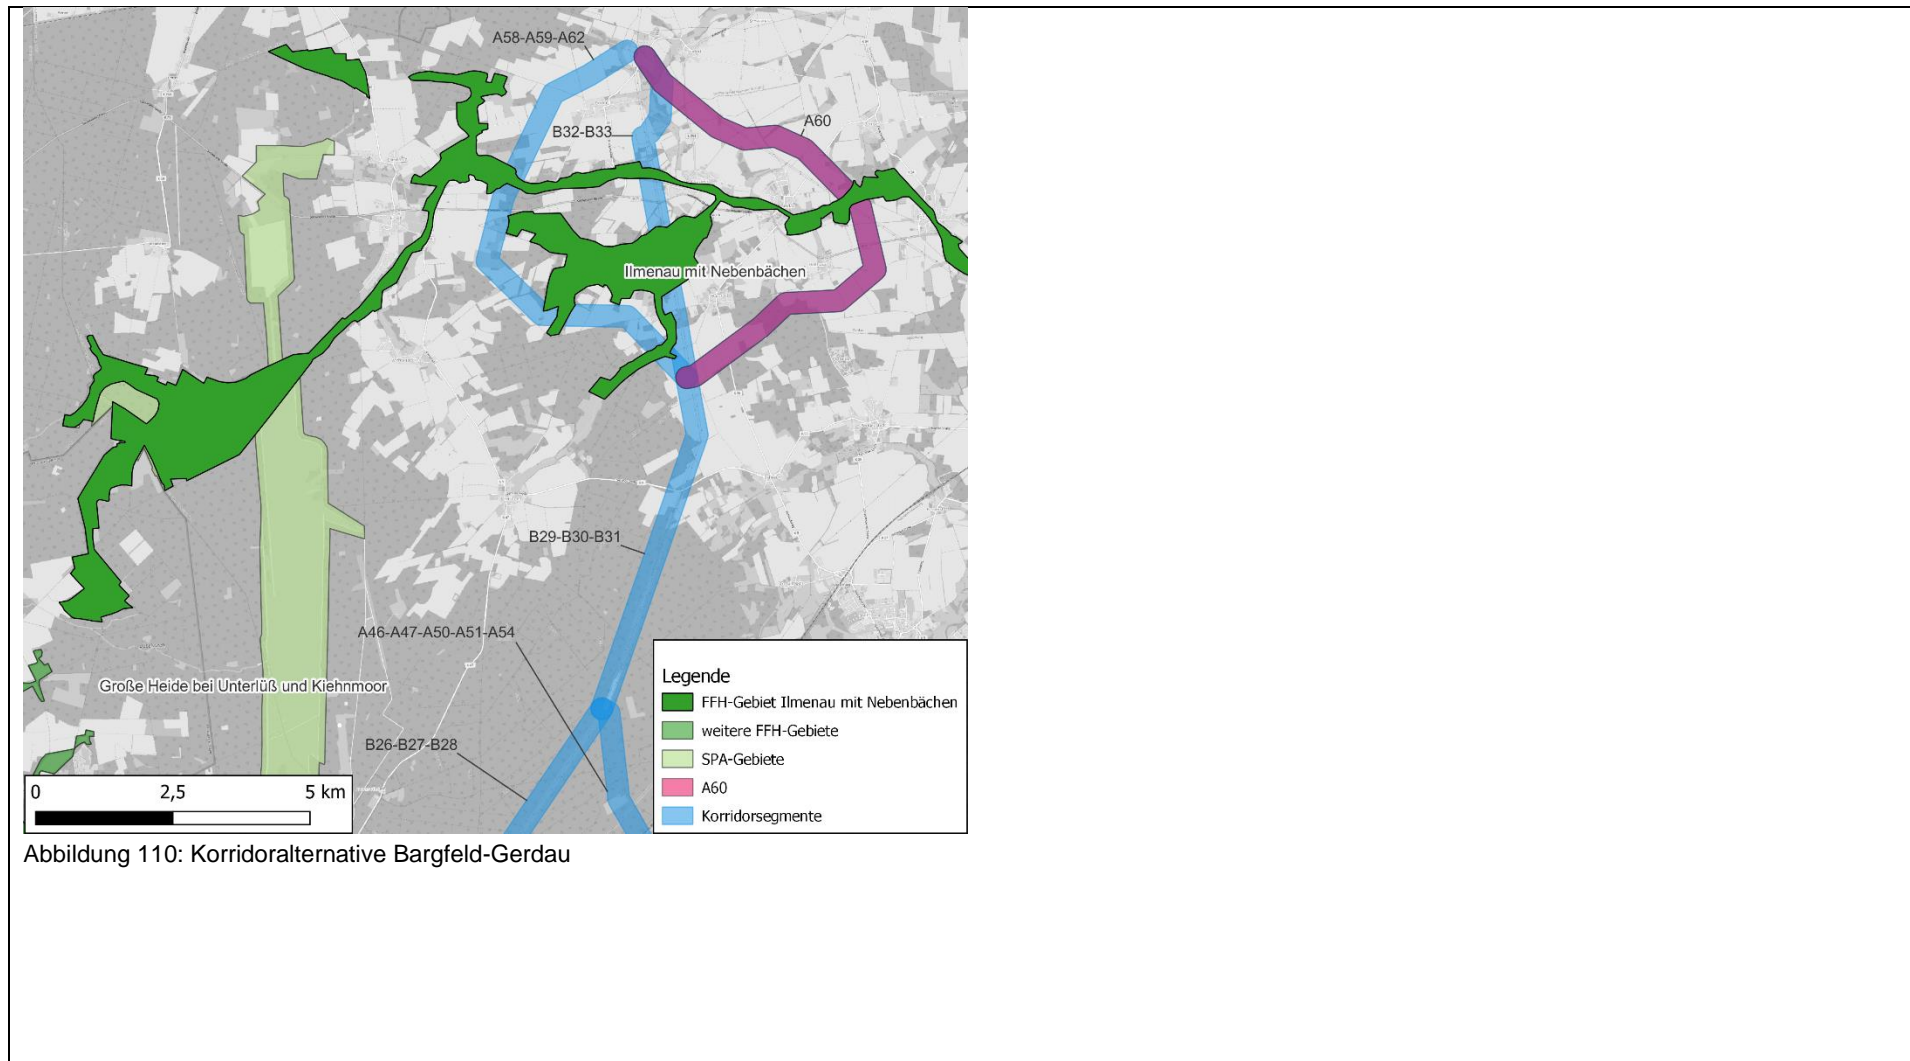 A58-A59-A62
B32-B33
A60
Ilmenau mit Nebenbächen
B29-B30-B31
A46-A47-A50-A51-A54
Große Heide bei Unterlüß und Kiehnmoor
B26-B27-B28
0 2,5 5 km
Legende
FFH-Gebiet Ilmenau mit Nebenbächen
weitere FFH-Gebiete
SPA-Gebiete
A60
Korridorsegmente
Abbildung 110: Korridoralternative Bargfeld-Gerdau